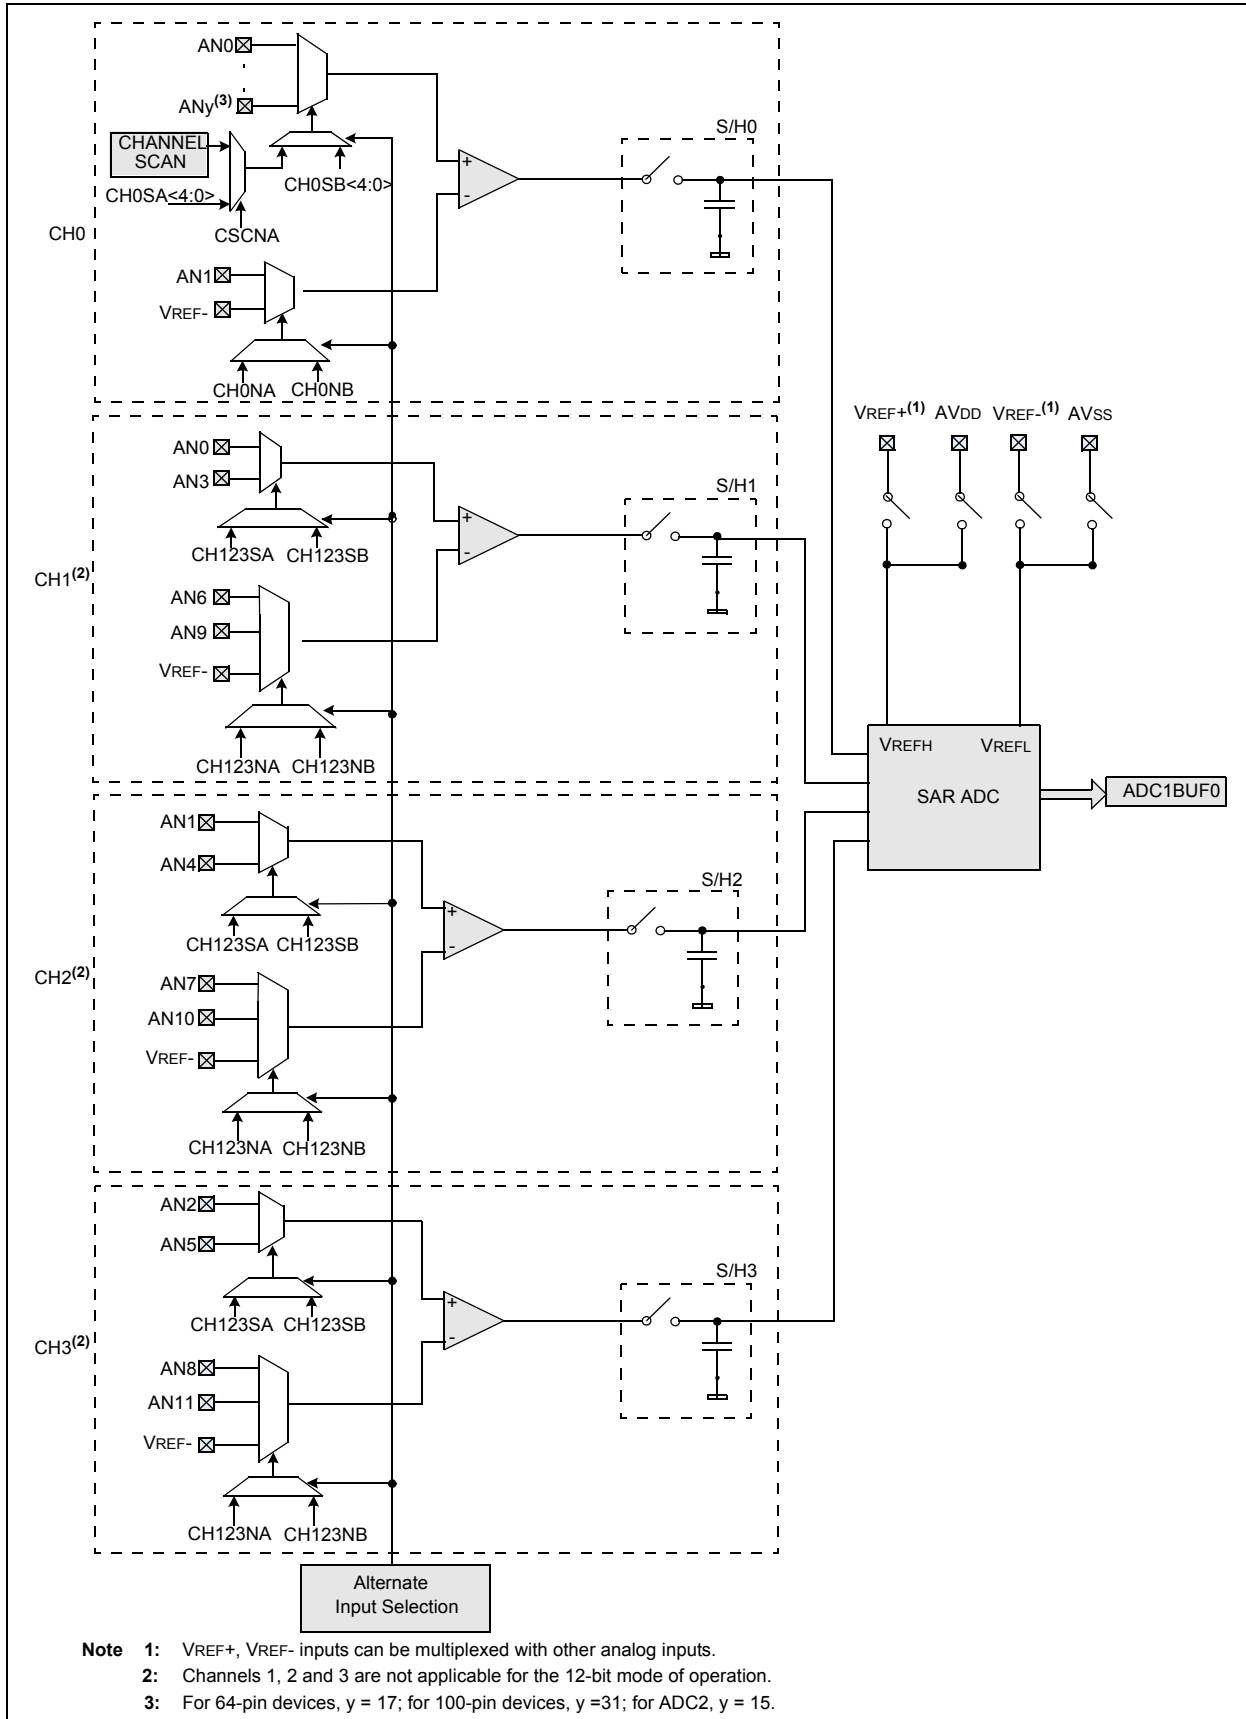 AN0
ANy(3)
CHANNEL
SCAN
CH0SA<4:0>
CH0SB<4:0>
CSCNA
CH0
AN1
VREF-
CH0NA CH0NB
+
-
S/H0
AN0
AN3
CH123SA CH123SB
CH1(2)
AN6
AN9
VREF-
CH123NA CH123NB
+
-
S/H1
VREF+(1) AVDD VREF-(1) AVSS
VREFH VREFL
SAR ADC
ADC1BUF0
AN1
AN4
CH123SA CH123SB
CH2(2)
AN7
AN10
VREF-
CH123NA CH123NB
+
-
S/H2
AN2
AN5
CH123SA CH123SB
CH3(2)
AN8
AN11
VREF-
CH123NA CH123NB
+
-
S/H3
Alternate
Input Selection
Note 1: VREF+, VREF- inputs can be multiplexed with other analog inputs.
2: Channels 1, 2 and 3 are not applicable for the 12-bit mode of operation.
3: For 64-pin devices, y = 17; for 100-pin devices, y =31; for ADC2, y = 15.